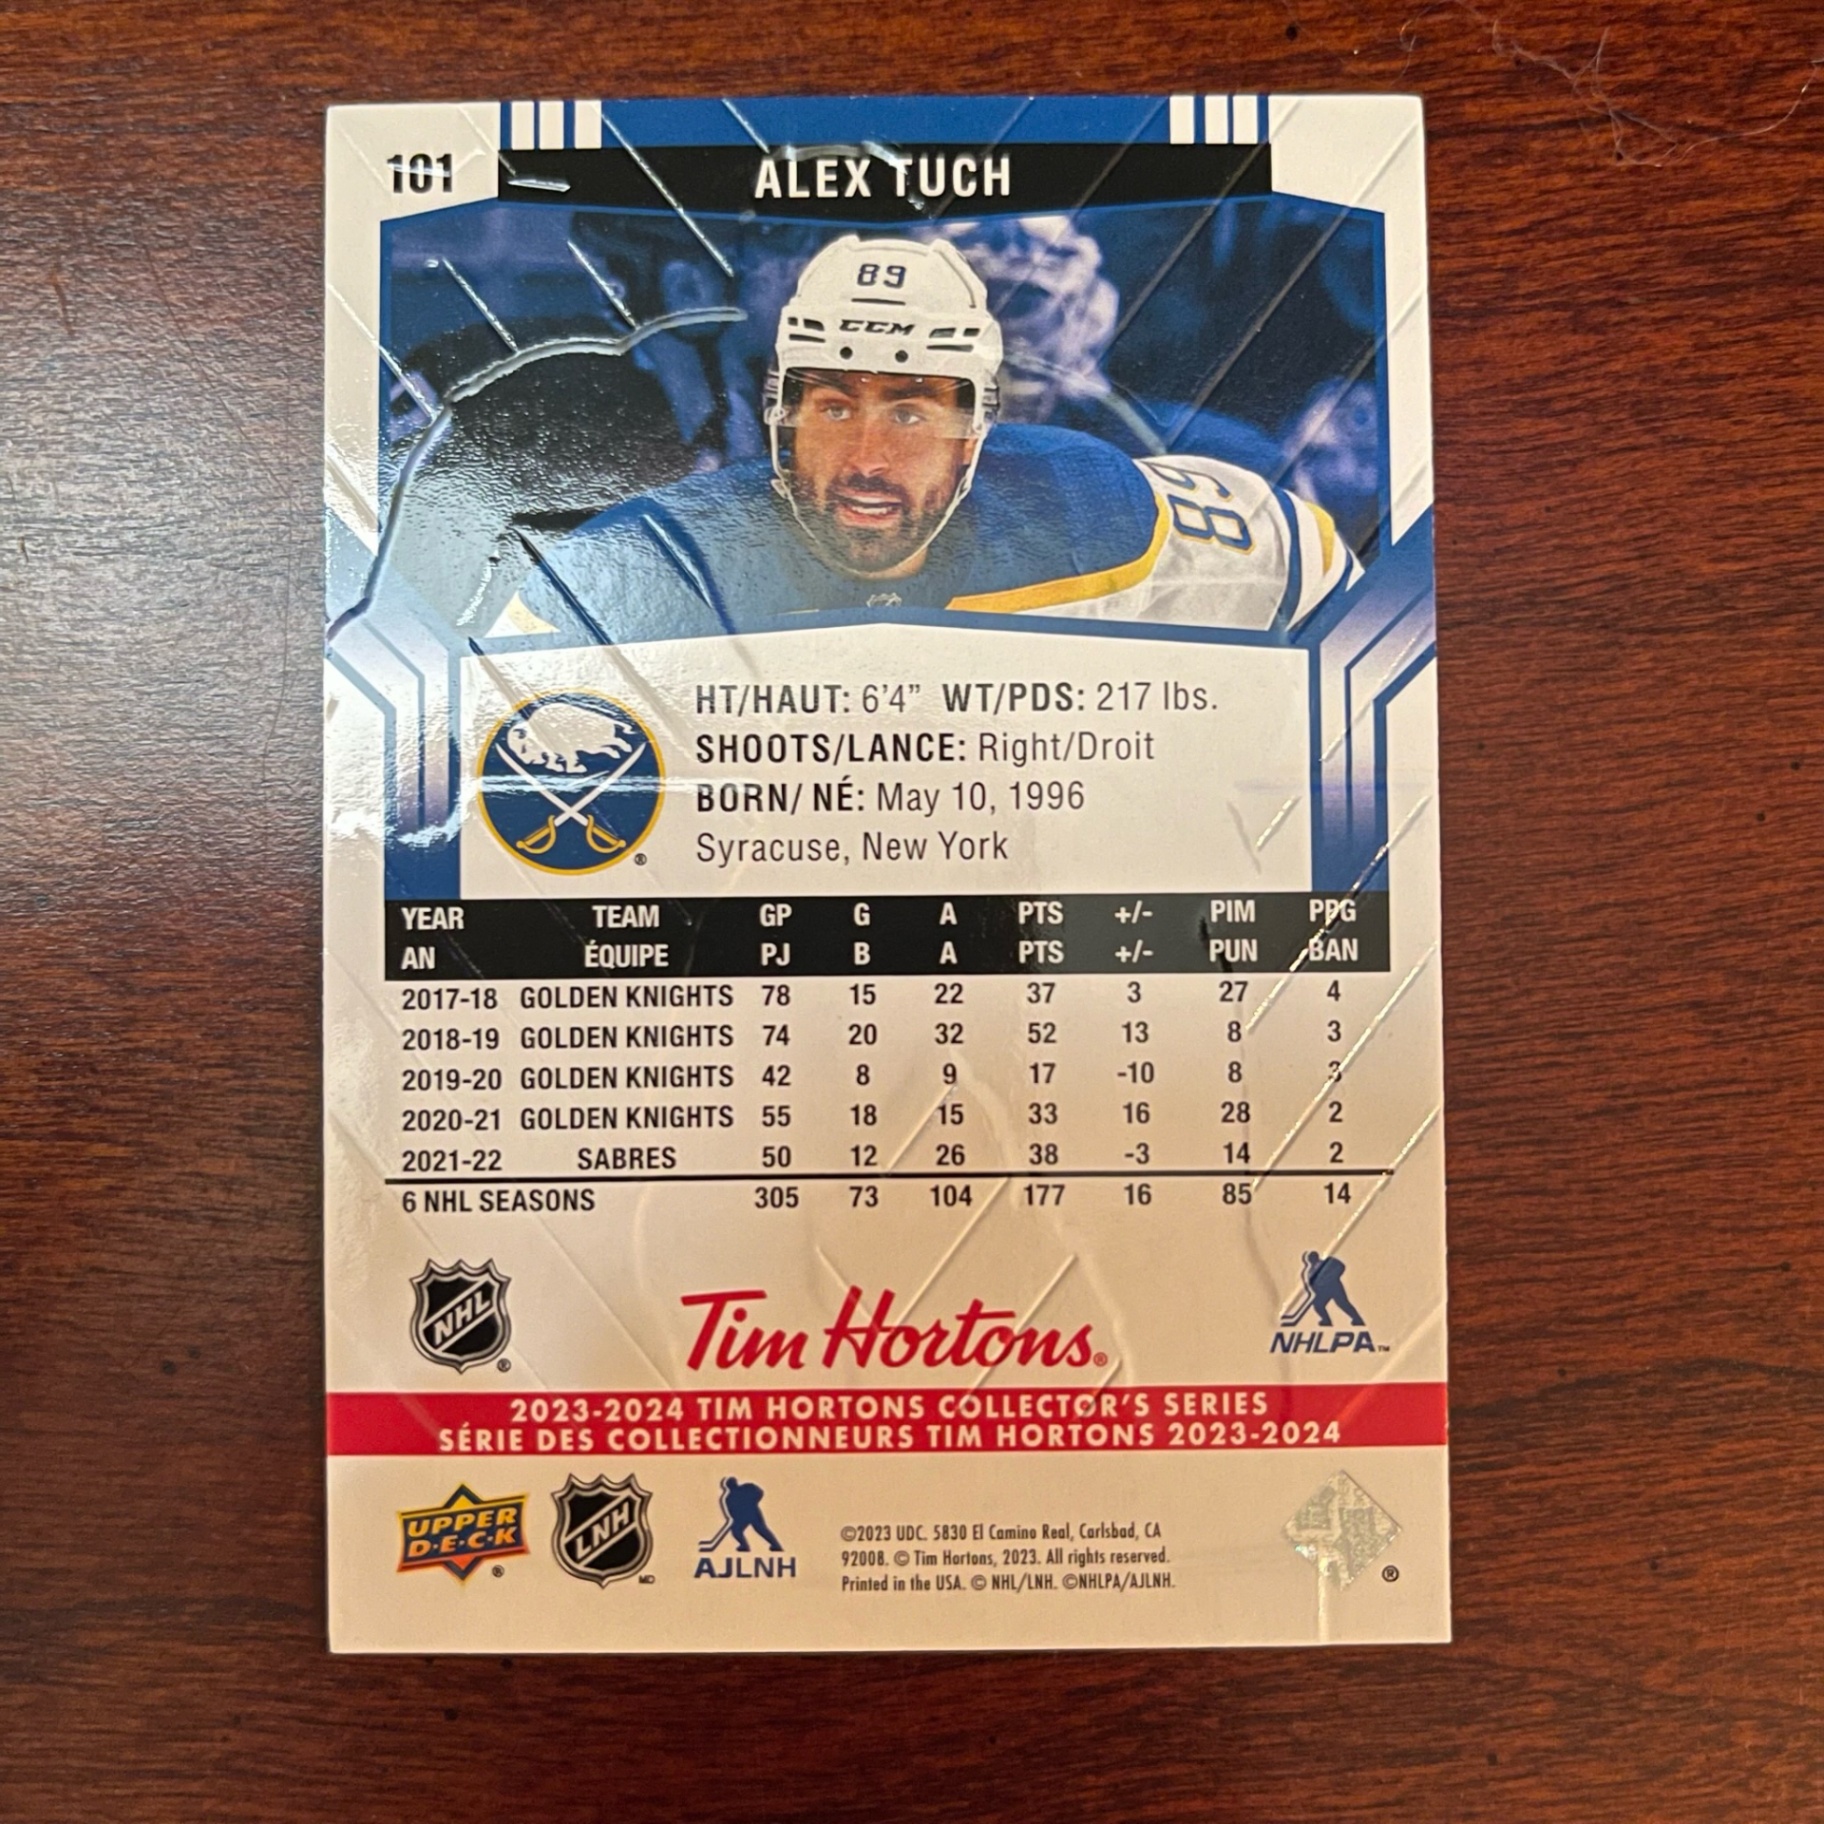 101
ALEX TUCH
89
CCM
89
HT/HAUT: 6'4” WT/PDS: 217 lbs.
SHOOTS/LANCE: Right/Droit
BORN/ NÉ: May 10, 1996
Syracuse, New York
®
YEAR TEAM GP G A PTS +/- PIM PPG
AN ÉQUIPE PJ B A PTS +/- PUN BAN
2017-18 GOLDEN KNIGHTS 78 15 22 37 3 27 4
2018-19 GOLDEN KNIGHTS 74 20 32 52 13 8 3
2019-20 GOLDEN KNIGHTS 42 8 9 17 -10 8 3
2020-21 GOLDEN KNIGHTS 55 18 15 33 16 28 2
2021-22 SABRES 50 12 26 38 -3 14 2
6 NHL SEASONS 305 73 104 177 16 85 14
NHL ®
Tim Hortons®
NHLPA™
2023-2024 TIM HORTONS COLLECTOR'S SERIES
SÉRIE DES COLLECTIONNEURS TIM HORTONS 2023-2024
UPPER
D·E·C·K ®
LNH MD
AJLNH
©2023 UDC. 5830 El Camino Real, Carlsbad, CA
92008. © Tim Hortons, 2023. All rights reserved.
Printed in the USA. © NHL/LNH. ©NHLPA/AJLNH.
®